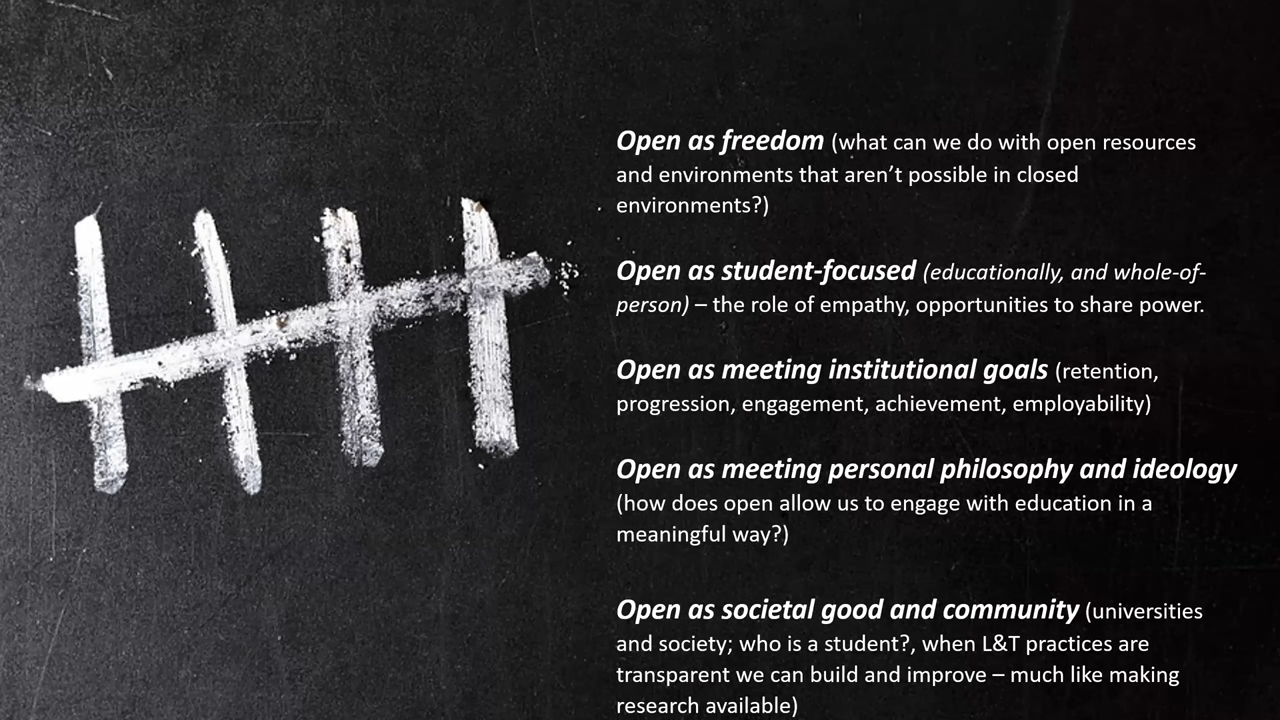 Open as freedom (what can we do with open resources
and environments that aren’t possible in closed
environments?)
Open as student-focused (educationally, and whole-of-
person) – the role of empathy, opportunities to share power.
Open as meeting institutional goals (retention,
progression, engagement, achievement, employability)
Open as meeting personal philosophy and ideology
(how does open allow us to engage with education in a
meaningful way?)
Open as societal good and community (universities
and society; who is a student?, when L&T practices are
transparent we can build and improve – much like making
research available)